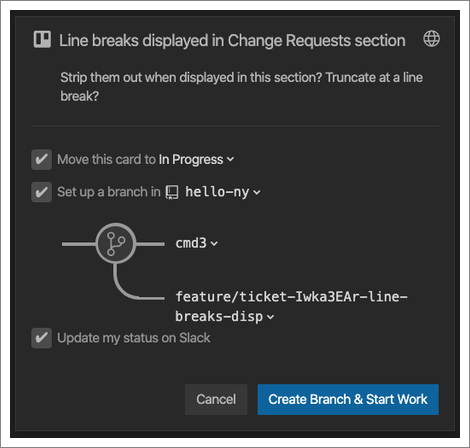 Line breaks displayed in Change Requests section
Strip them out when displayed in this section? Truncate at a line
break?
Move this card to In Progress
Set up a branch in hello-ny
cmd3
feature/ticket-Iwka3EAr-line-
breaks-disp
Update my status on Slack
Cancel
Create Branch & Start Work